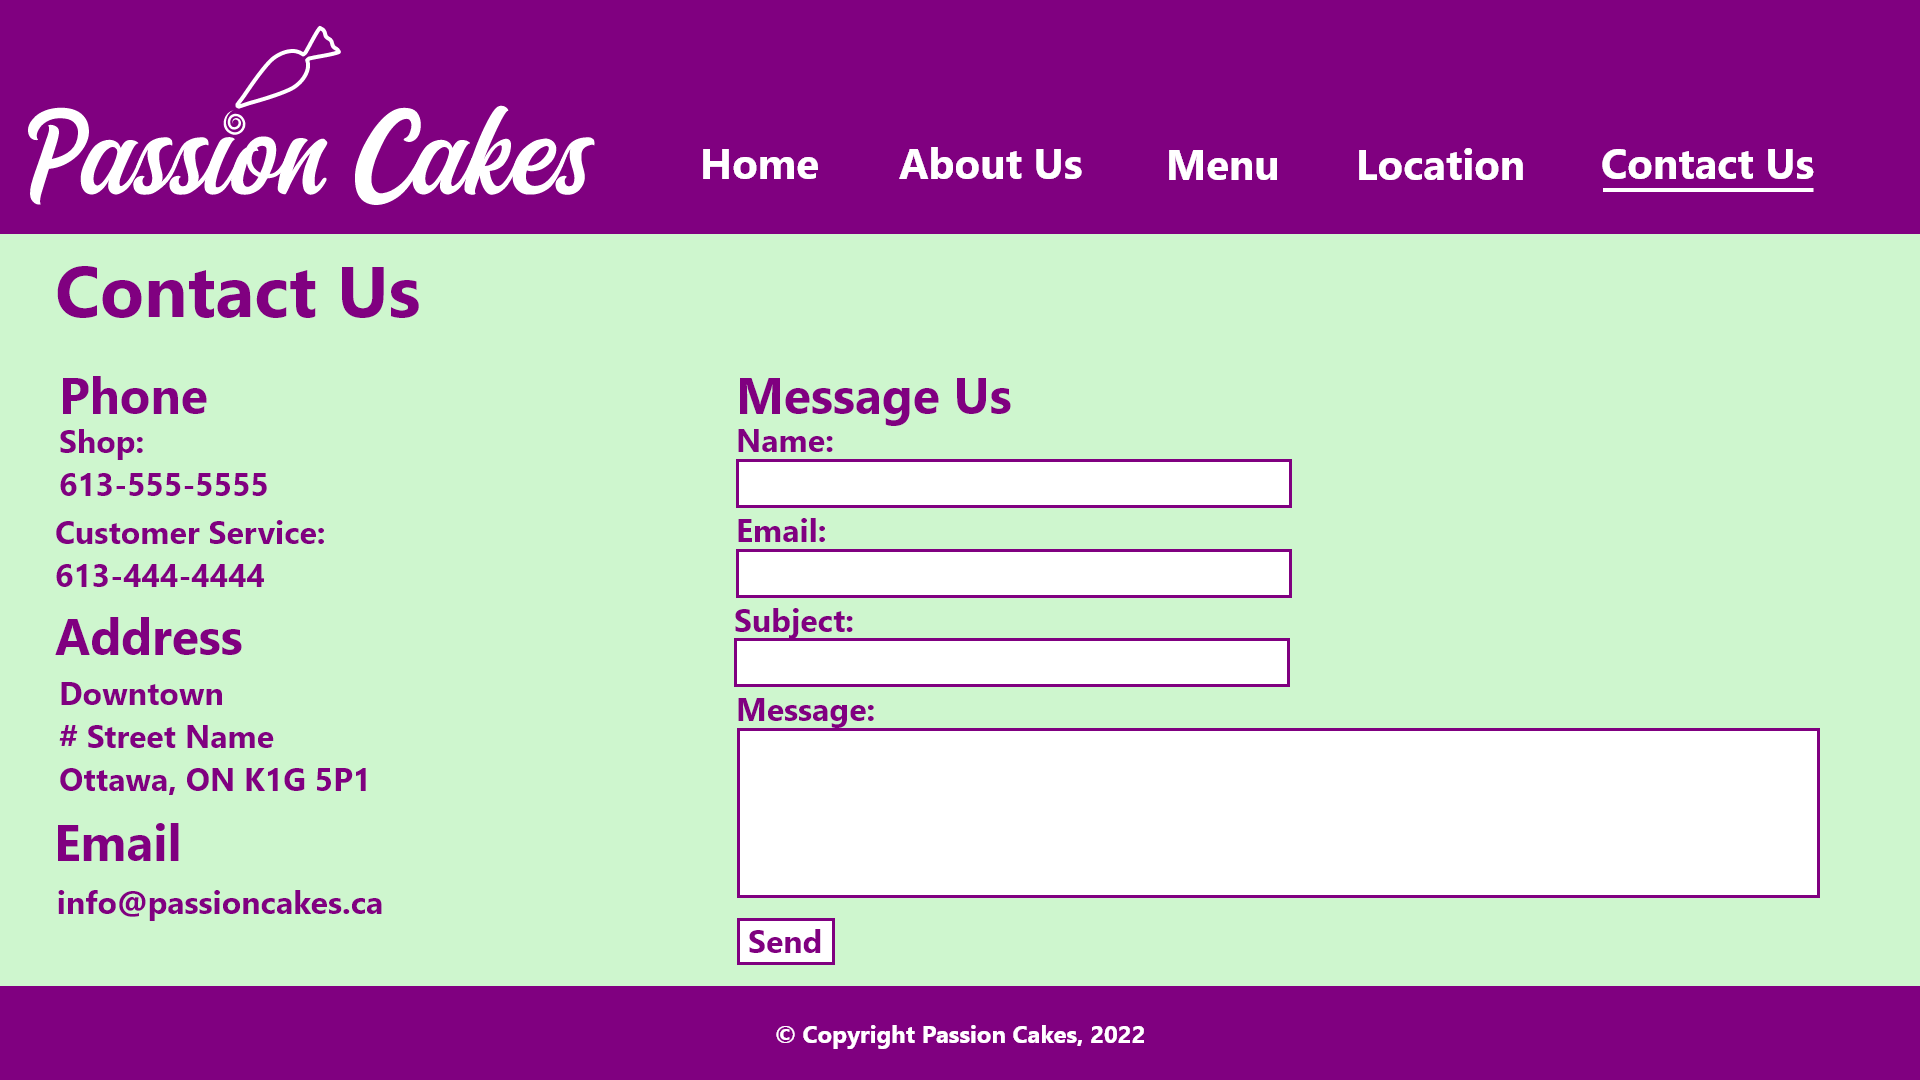 Passion Cakes
Home
About Us
Menu
Location
Contact Us
Contact Us
Phone
Shop:
613-555-5555
Customer Service:
613-444-4444
Address
Downtown
# Street Name
Ottawa, ON K1G 5P1
Email
info@passioncakes.ca
Message Us
Name:
Email:
Subject:
Message:
Send
© Copyright Passion Cakes, 2022